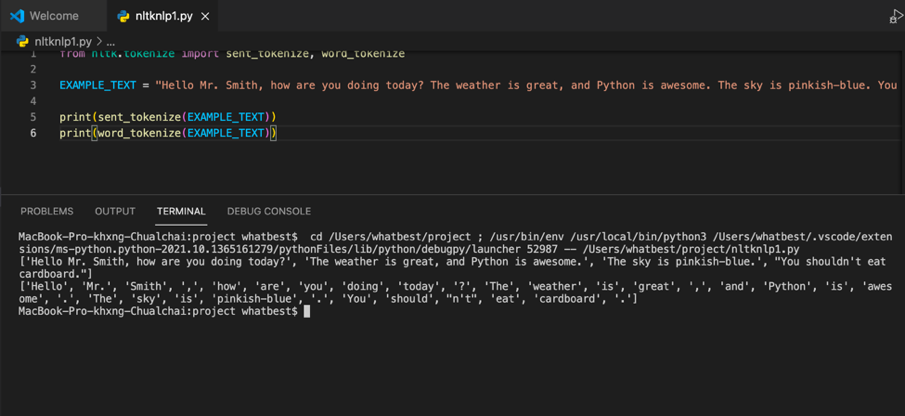 Welcome
nltknlp1.py ×
nltknlp1.py > ...
1 from nltk.tokenize import sent_tokenize, word_tokenize
2
3 EXAMPLE_TEXT = "Hello Mr. Smith, how are you doing today? The weather is great, and Python is awesome. The sky is pinkish-blue. You
4
5 print(sent_tokenize(EXAMPLE_TEXT))
6 print(word_tokenize(EXAMPLE_TEXT))
PROBLEMS OUTPUT TERMINAL DEBUG CONSOLE
MacBook-Pro-khxng-Chualchai:project whatbest$  cd /Users/whatbest/project ; /usr/bin/env /usr/local/bin/python3 /Users/whatbest/.vscode/exten
sions/ms-python.python-2021.10.1365161279/pythonFiles/lib/python/debugpy/launcher 52987 -- /Users/whatbest/project/nltknlp1.py
['Hello Mr. Smith, how are you doing today?', 'The weather is great, and Python is awesome.', 'The sky is pinkish-blue.', "You shouldn't eat
cardboard."]
['Hello', 'Mr.', 'Smith', ',', 'how', 'are', 'you', 'doing', 'today', '?', 'The', 'weather', 'is', 'great', ',', 'and', 'Python', 'is', 'awes
ome', '.', 'The', 'sky', 'is', 'pinkish-blue', '.', 'You', 'should', "n't", 'eat', 'cardboard', '.']
MacBook-Pro-khxng-Chualchai:project whatbest$